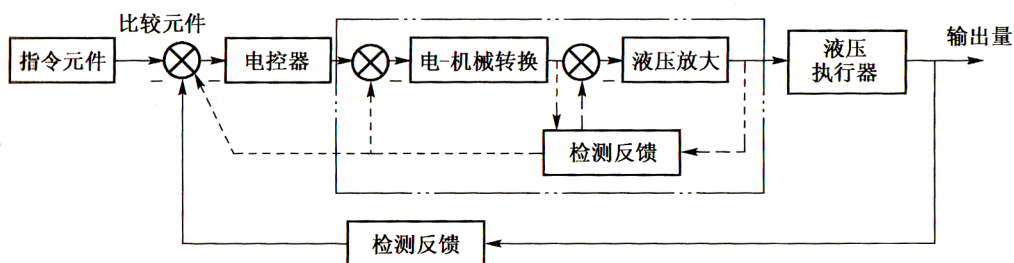 比较元件
指令元件
电控器
电-机械转换
液压放大
液压
执行器
输出量
检测反馈
检测反馈